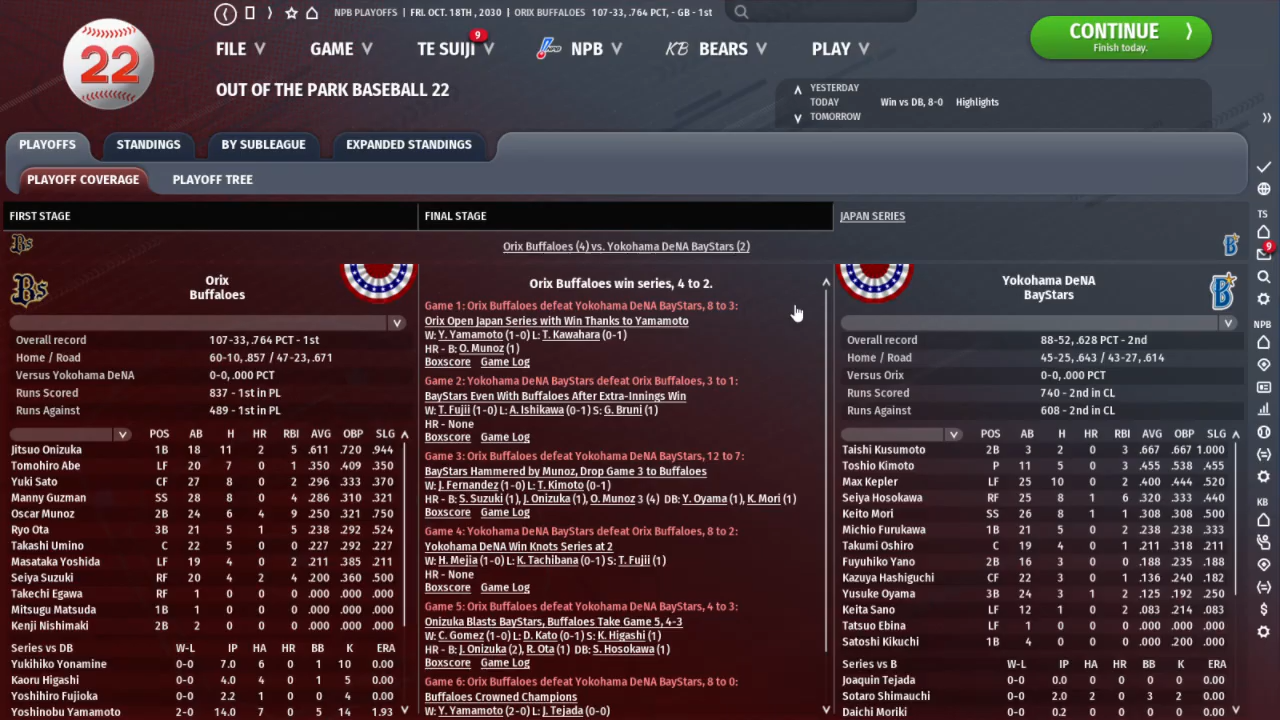 NPB PLAYOFFS | FRI. OCT. 18TH , 2030 | ORIX BUFFALOES 107-33, .764 PCT, - GB - 1st
22
FILE GAME TE SUIJI 9 NPB KB BEARS PLAY
CONTINUE
Finish today.
OUT OF THE PARK BASEBALL 22
YESTERDAY
TODAY Win vs DB, 8-0 Highlights
TOMORROW
PLAYOFFS STANDINGS BY SUBLEAGUE EXPANDED STANDINGS
PLAYOFF COVERAGE PLAYOFF TREE
FIRST STAGE FINAL STAGE JAPAN SERIES
Orix Buffaloes (4) vs. Yokohama DeNA BayStars (2)
Orix
Buffaloes
Overall record 107-33, .764 PCT - 1st
Home / Road 60-10, .857 / 47-23, .671
Versus Yokohama DeNA 0-0, .000 PCT
Runs Scored 837 - 1st in PL
Runs Against 489 - 1st in PL
POS AB H HR RBI AVG OBP SLG
Jitsuo Onizuka 1B 18 11 2 5 .611 .720 .944
Tomohiro Abe LF 20 7 0 1 .350 .409 .350
Yuki Sato CF 27 8 0 2 .296 .333 .370
Manny Guzman SS 28 8 0 4 .286 .310 .321
Oscar Munoz 2B 24 6 4 9 .250 .321 .750
Ryo Ota 3B 21 5 1 5 .238 .292 .524
Takashi Umino C 22 5 0 0 .227 .292 .227
Masataka Yoshida LF 19 4 0 2 .211 .385 .211
Seiya Suzuki RF 20 4 2 4 .200 .360 .500
Takechi Egawa RF 1 0 0 0 .000 .000 .000
Mitsugu Matsuda 1B 1 0 0 0 .000 .000 .000
Kenji Nishimaki 2B 2 0 0 0 .000 .000 .000
Series vs DB W-L IP HA HR BB K ERA
Yukihiko Yonamine 0-0 7.0 6 0 1 10 0.00
Kaoru Higashi 0-0 4.0 4 0 1 5 0.00
Yoshihiro Fujioka 0-0 2.2 1 0 0 4 0.00
Yoshinobu Yamamoto 2-0 14.0 7 0 5 14 1.93
Orix Buffaloes win series, 4 to 2.
Game 1: Orix Buffaloes defeat Yokohama DeNA BayStars, 8 to 3:
Orix Open Japan Series with Win Thanks to Yamamoto
W: Y. Yamamoto (1-0) L: T. Kawahara (0-1)
HR - B: O. Munoz (1)
Boxscore Game Log
Game 2: Yokohama DeNA BayStars defeat Orix Buffaloes, 3 to 1:
BayStars Even With Buffaloes After Extra-Innings Win
W: T. Fujii (1-0) L: A. Ishikawa (0-1) S: G. Bruni (1)
HR - None
Boxscore Game Log
Game 3: Orix Buffaloes defeat Yokohama DeNA BayStars, 12 to 7:
BayStars Hammered by Munoz, Drop Game 3 to Buffaloes
W: J. Fernandez (1-0) L: T. Kimoto (0-1)
HR - B: S. Suzuki (1), J. Onizuka (1), O. Munoz 3 (4) DB: Y. Oyama (1), K. Mori (1)
Boxscore Game Log
Game 4: Yokohama DeNA BayStars defeat Orix Buffaloes, 8 to 2:
Yokohama DeNA Win Knots Series at 2
W: H. Mejia (1-0) L: K. Tachibana (0-1) S: T. Fujii (1)
HR - None
Boxscore Game Log
Game 5: Orix Buffaloes defeat Yokohama DeNA BayStars, 4 to 3:
Onizuka Blasts BayStars, Buffaloes Take Game 5, 4-3
W: C. Gomez (1-0) L: D. Kato (0-1) S: K. Higashi (1)
HR - B: J. Onizuka (2), R. Ota (1) DB: S. Hosokawa (1)
Boxscore Game Log
Game 6: Orix Buffaloes defeat Yokohama DeNA BayStars, 8 to 0:
Buffaloes Crowned Champions
W: Y. Yamamoto (2-0) L: J. Tejada (0-0)
Yokohama DeNA
BayStars
Overall record 88-52, .628 PCT - 2nd
Home / Road 45-25, .643 / 43-27, .614
Versus Orix 0-0, .000 PCT
Runs Scored 740 - 2nd in CL
Runs Against 608 - 2nd in CL
POS AB H HR RBI AVG OBP SLG
Taishi Kusumoto 2B 3 2 0 3 .667 .667 1.000
Toshio Kimoto P 11 5 0 3 .455 .538 .455
Max Kepler LF 25 10 0 2 .400 .444 .520
Seiya Hosokawa RF 25 8 1 6 .320 .333 .440
Keito Mori SS 26 8 1 1 .308 .308 .500
Michio Furukawa 1B 21 5 0 2 .238 .238 .333
Takumi Oshiro C 19 4 0 1 .211 .318 .211
Fuyuhiko Yano 2B 16 3 0 0 .188 .235 .188
Kazuya Hashiguchi CF 22 3 0 1 .136 .240 .182
Yusuke Oyama 3B 24 3 1 2 .125 .192 .250
Keita Sano LF 12 1 0 2 .083 .214 .083
Tatsuo Ebina LF 1 0 0 0 .000 .000 .000
Satoshi Kikuchi 1B 4 0 0 0 .000 .200 .000
Series vs B W-L IP HA HR BB K ERA
Joaquin Tejada 0-0 0.0 0 0 0 0 0.00
Sotaro Shimauchi 0-0 2.0 2 0 3 2 0.00
Daichi Moriki 0-0 0.2 0 0 0 0 0.00
TS
9
NPB
KB